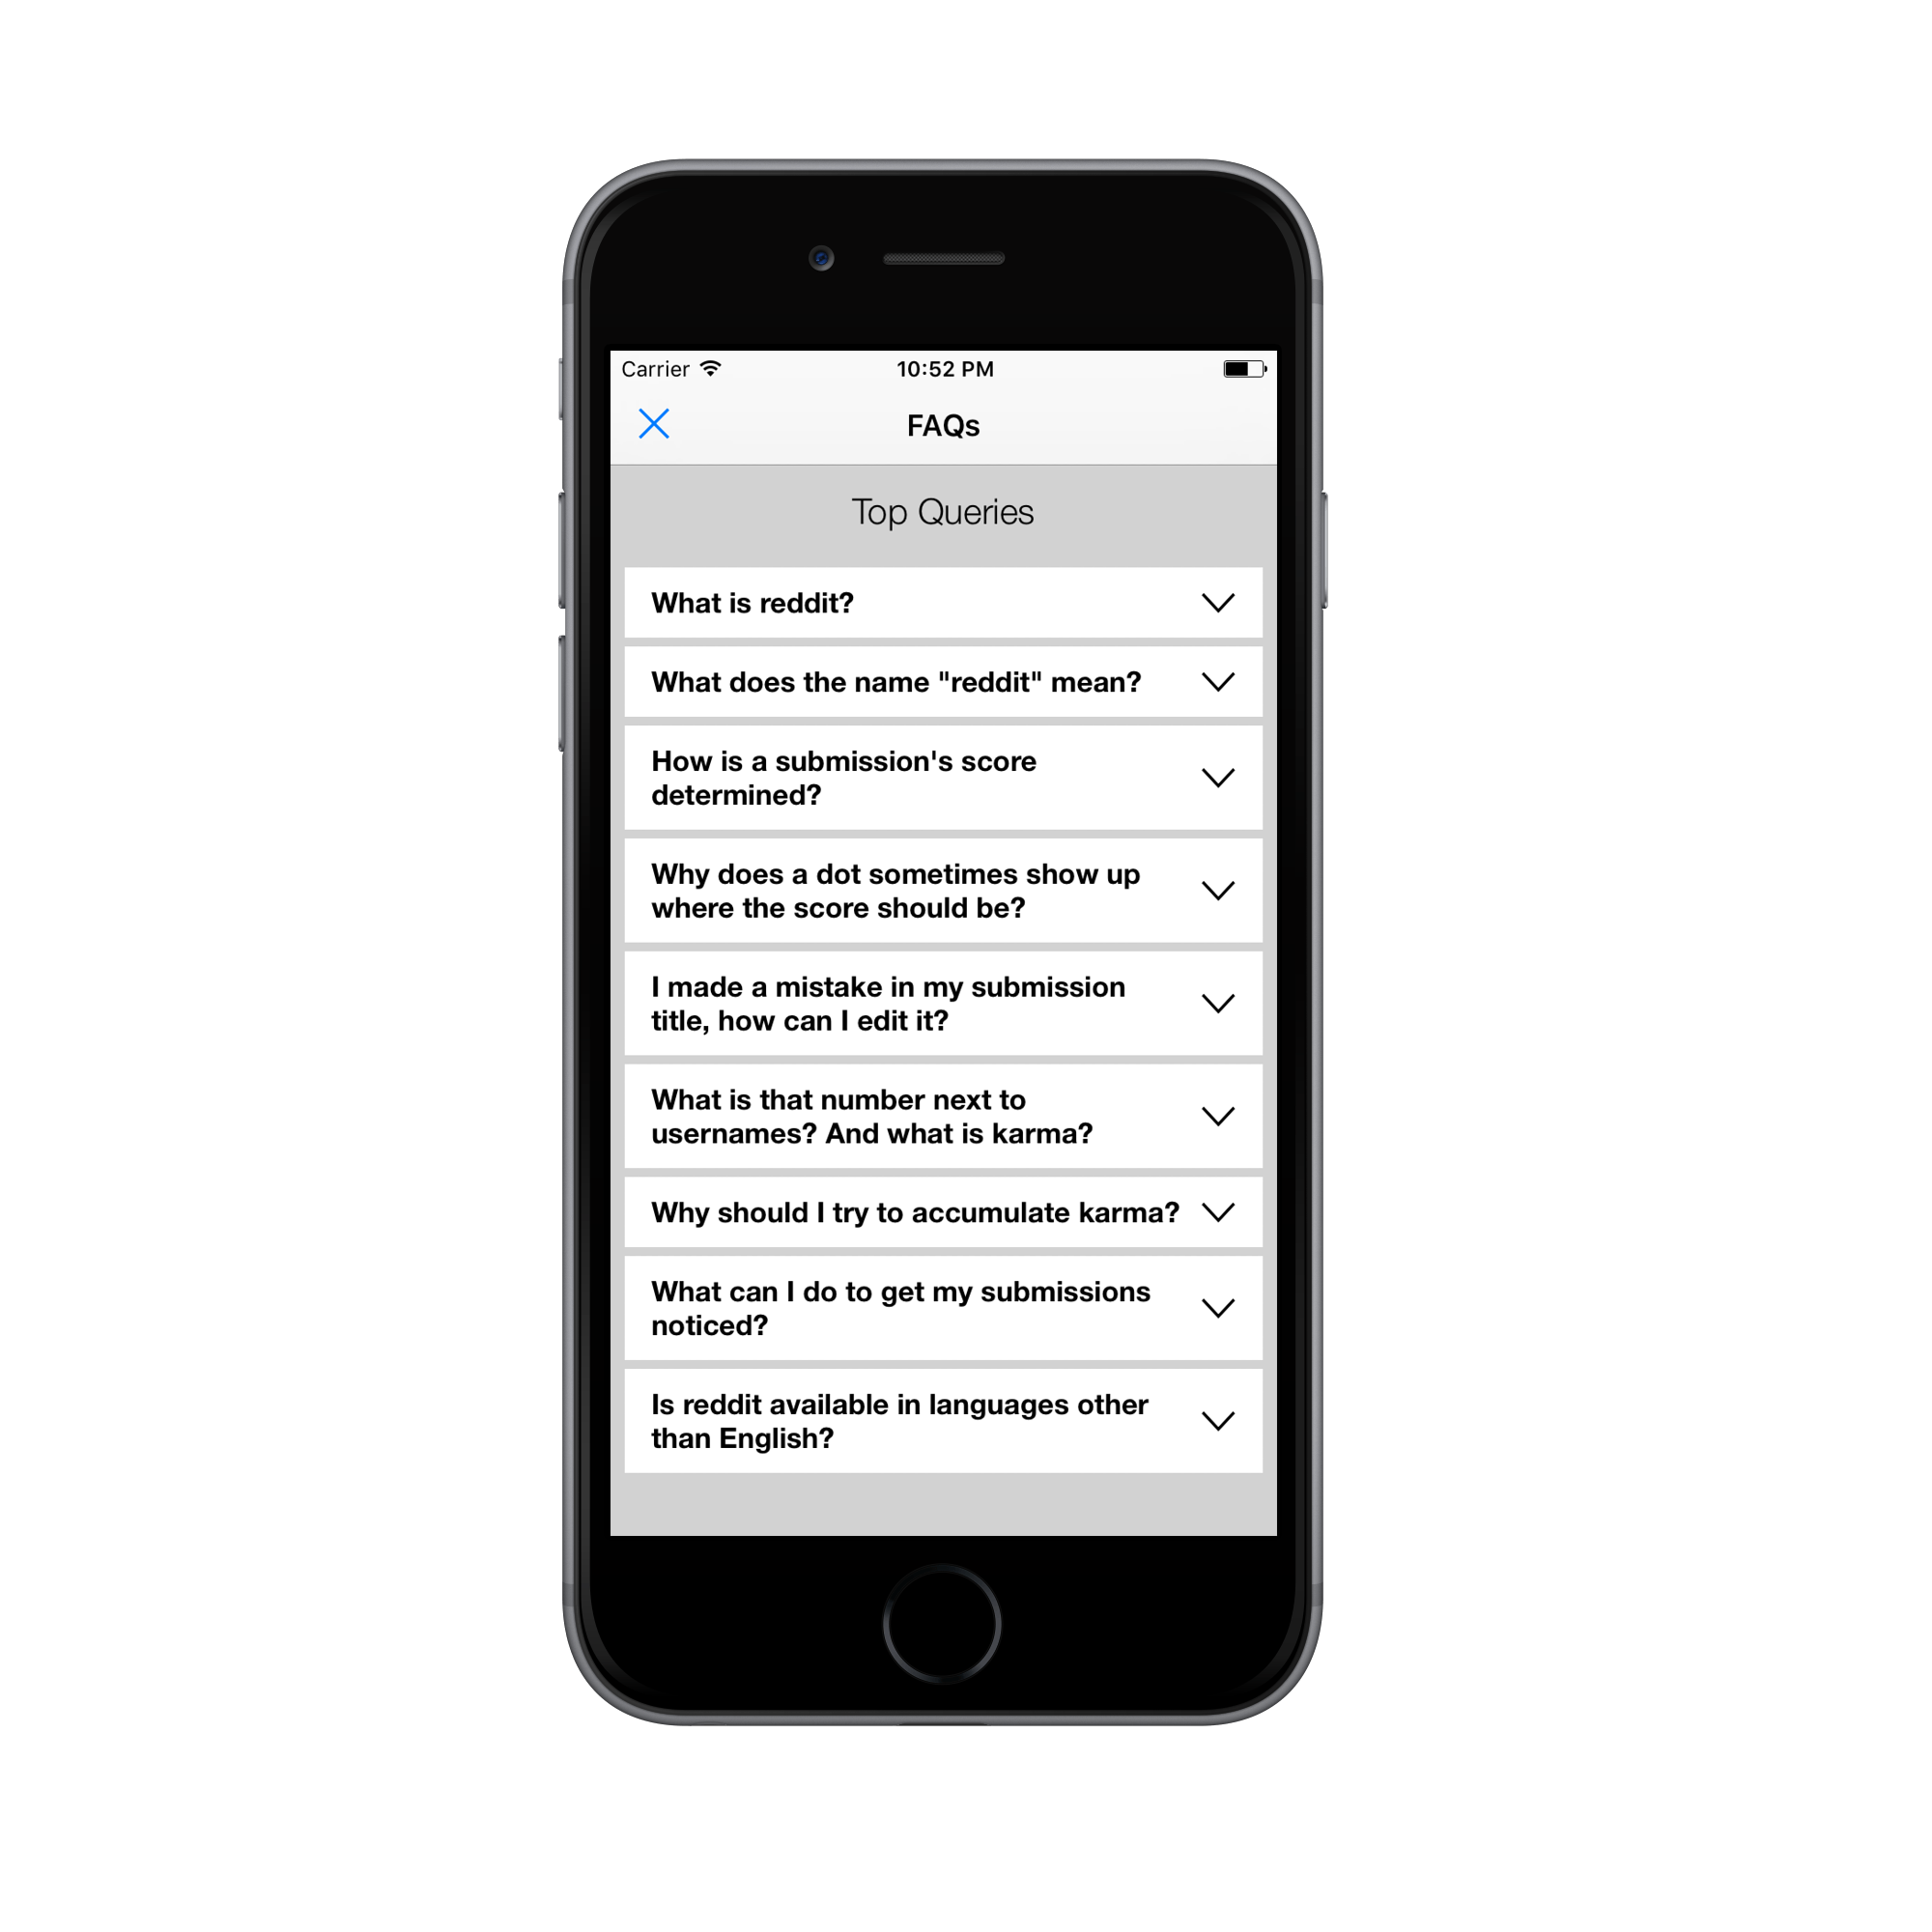 Carrier 10:52 PM
FAQs
Top Queries
What is reddit?
What does the name "reddit" mean?
How is a submission's score
determined?
Why does a dot sometimes show up
where the score should be?
I made a mistake in my submission
title, how can I edit it?
What is that number next to
usernames? And what is karma?
Why should I try to accumulate karma?
What can I do to get my submissions
noticed?
Is reddit available in languages other
than English?